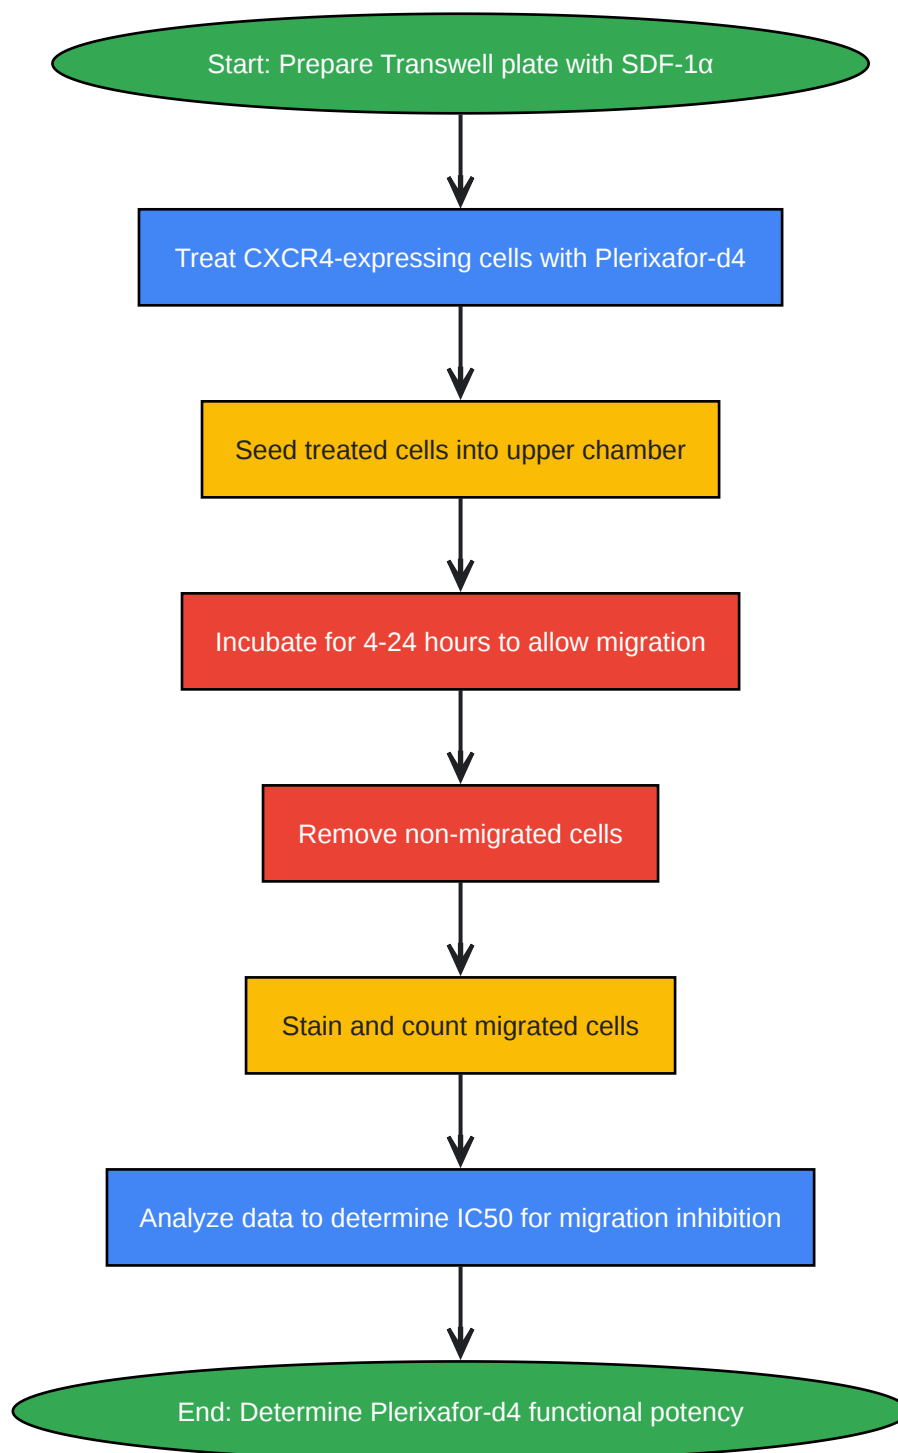 Start: Prepare Transwell plate with SDF-1α
Treat CXCR4-expressing cells with Plerixafor-d4
Seed treated cells into upper chamber
Incubate for 4-24 hours to allow migration
Remove non-migrated cells
Stain and count migrated cells
Analyze data to determine IC50 for migration inhibition
End: Determine Plerixafor-d4 functional potency